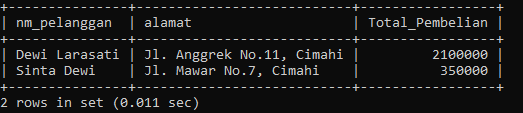 +---------------+--------------------------+-----------------+
| nm_pelanggan | alamat | Total_Pembelian |
+---------------+--------------------------+-----------------+
| Dewi Larasati | Jl. Anggrek No.11, Cimahi | 2100000 |
| Sinta Dewi | Jl. Mawar No.7, Cimahi | 350000 |
+---------------+--------------------------+-----------------+
2 rows in set (0.011 sec)